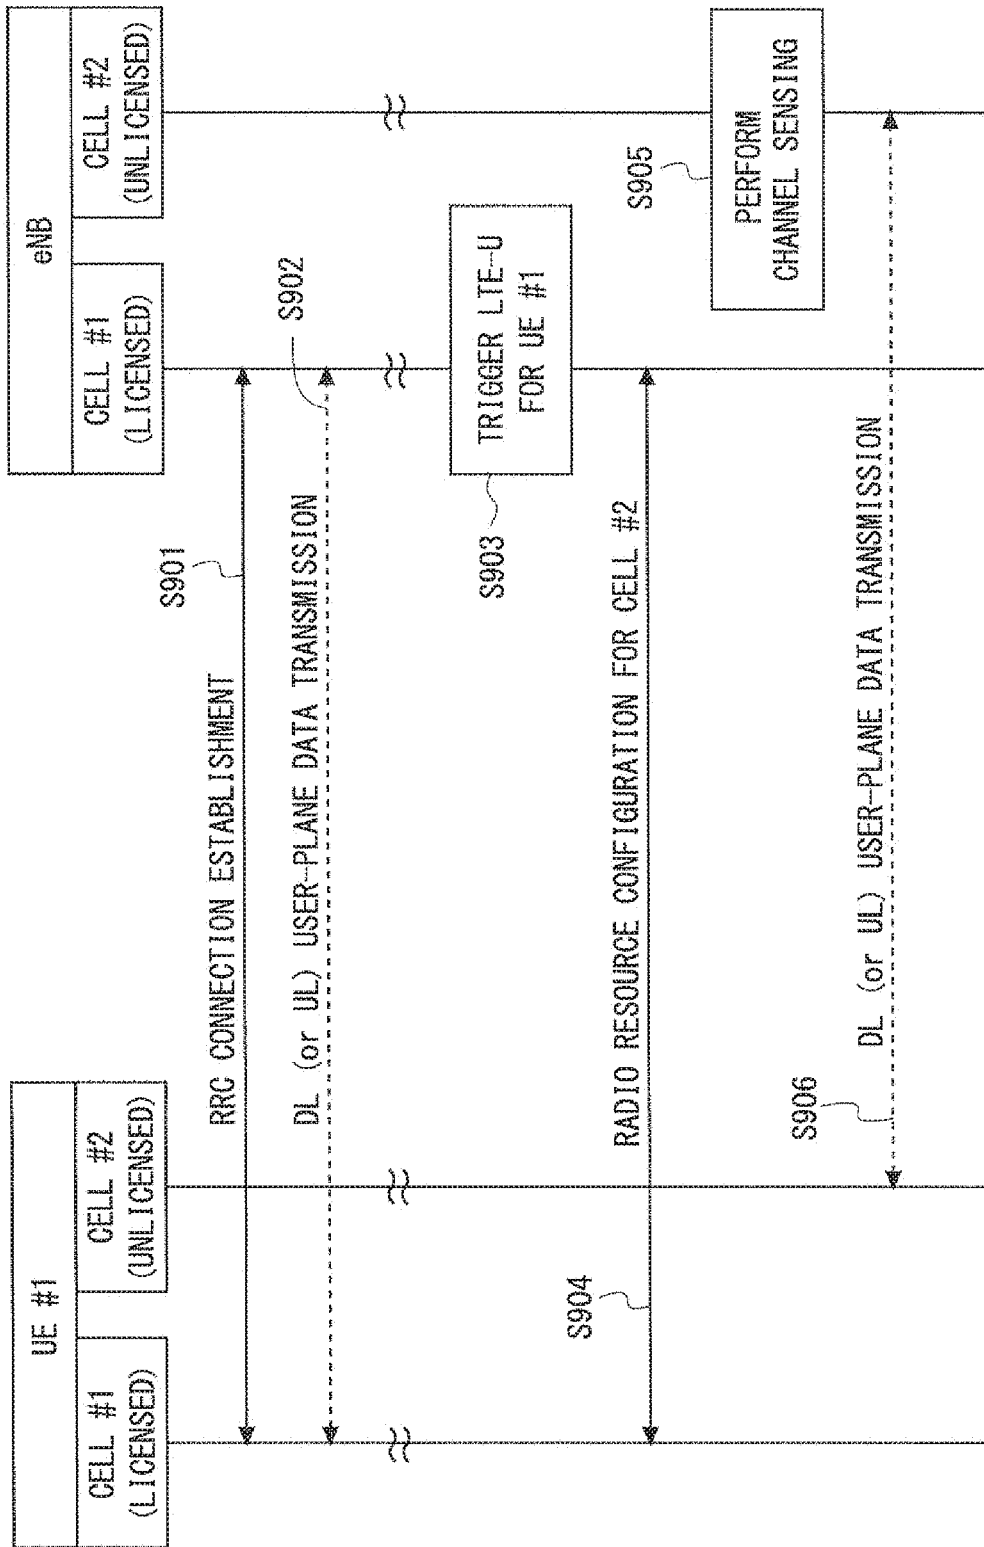 UE #1
CELL #1
(LICENSED)
CELL #2
(UNLICENSED)
eNB
CELL #1
(LICENSED)
CELL #2
(UNLICENSED)
RRC CONNECTION ESTABLISHMENT
S901
DL (or UL) USER-PLANE DATA TRANSMISSION
S902
S903
TRIGGER LTE-U
FOR UE #1
S904
RADIO RESOURCE CONFIGURATION FOR CELL #2
S905
PERFORM
CHANNEL SENSING
S906
DL (or UL) USER-PLANE DATA TRANSMISSION